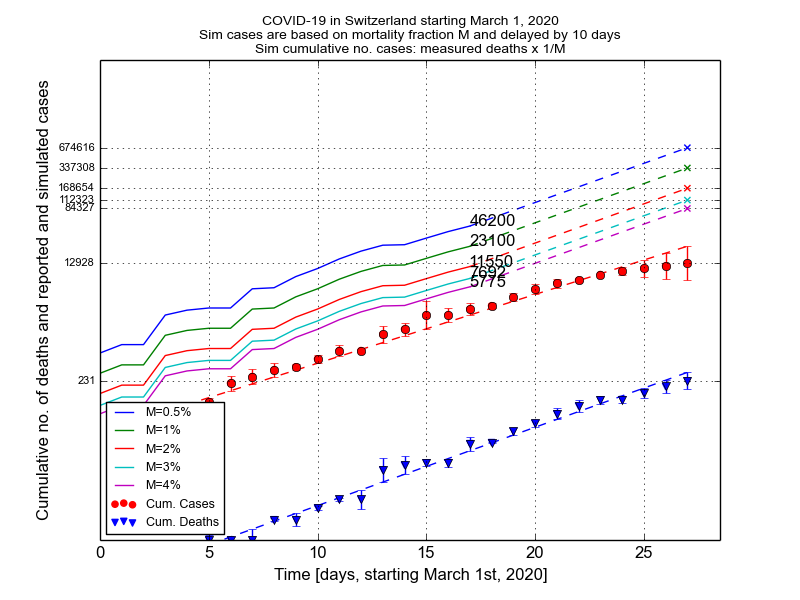 COVID-19 in Switzerland starting March 1, 2020
Sim cases are based on mortality fraction M and delayed by 10 days
Sim cumulative no. cases: measured deaths x 1/M
Cumulative no. of deaths and reported and simulated cases
674616
337308
168654
112323
84327
12928
231
46200
23100
11550
7692
5775
M=0.5%
M=1%
M=2%
M=3%
M=4%
Cum. Cases
Cum. Deaths
0 5 10 15 20 25
Time [days, starting March 1st, 2020]